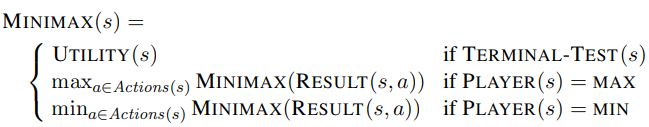 MINIMAX(s) =
UTILITY(s) if TERMINAL-TEST(s)
max_{a∈Actions(s)} MINIMAX(RESULT(s, a)) if PLAYER(s) = MAX
min_{a∈Actions(s)} MINIMAX(RESULT(s, a)) if PLAYER(s) = MIN